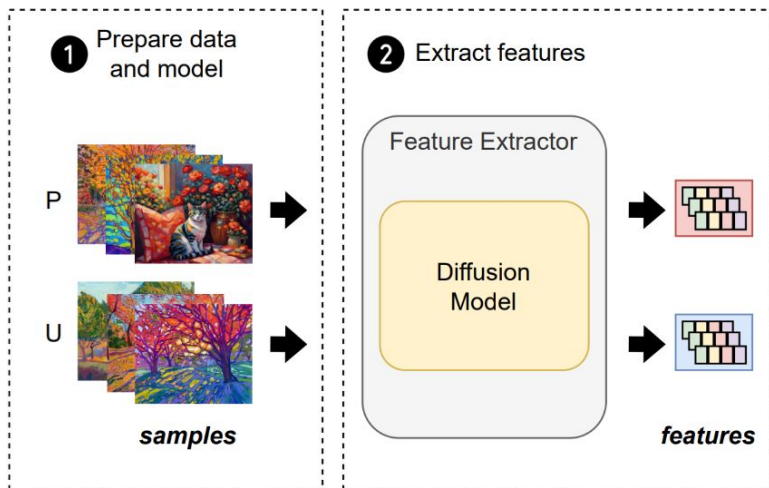 1 Prepare data
and model
2 Extract features
Feature Extractor
P
Diffusion
Model
U
samples
features